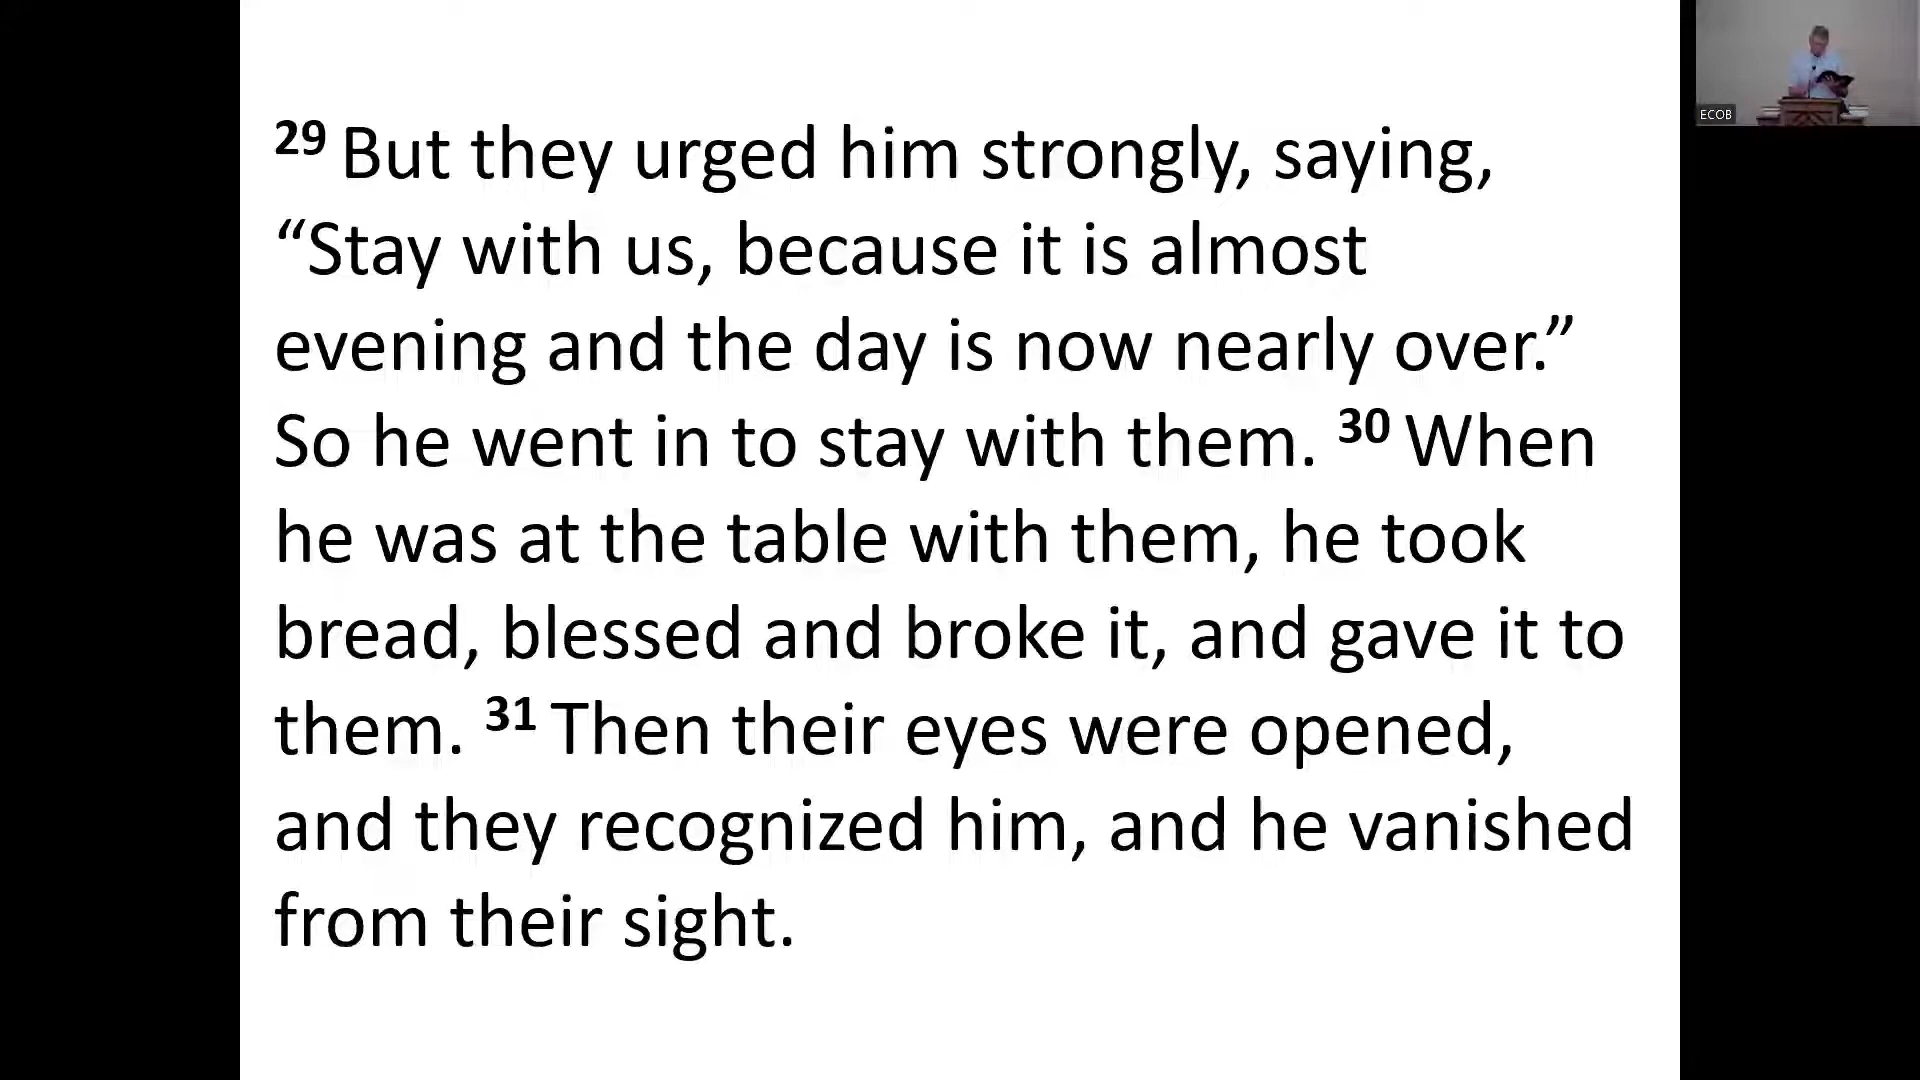 29 But they urged him strongly, saying,
“Stay with us, because it is almost
evening and the day is now nearly over.”
So he went in to stay with them. 30 When
he was at the table with them, he took
bread, blessed and broke it, and gave it to
them. 31 Then their eyes were opened,
and they recognized him, and he vanished
from their sight.
ECOB